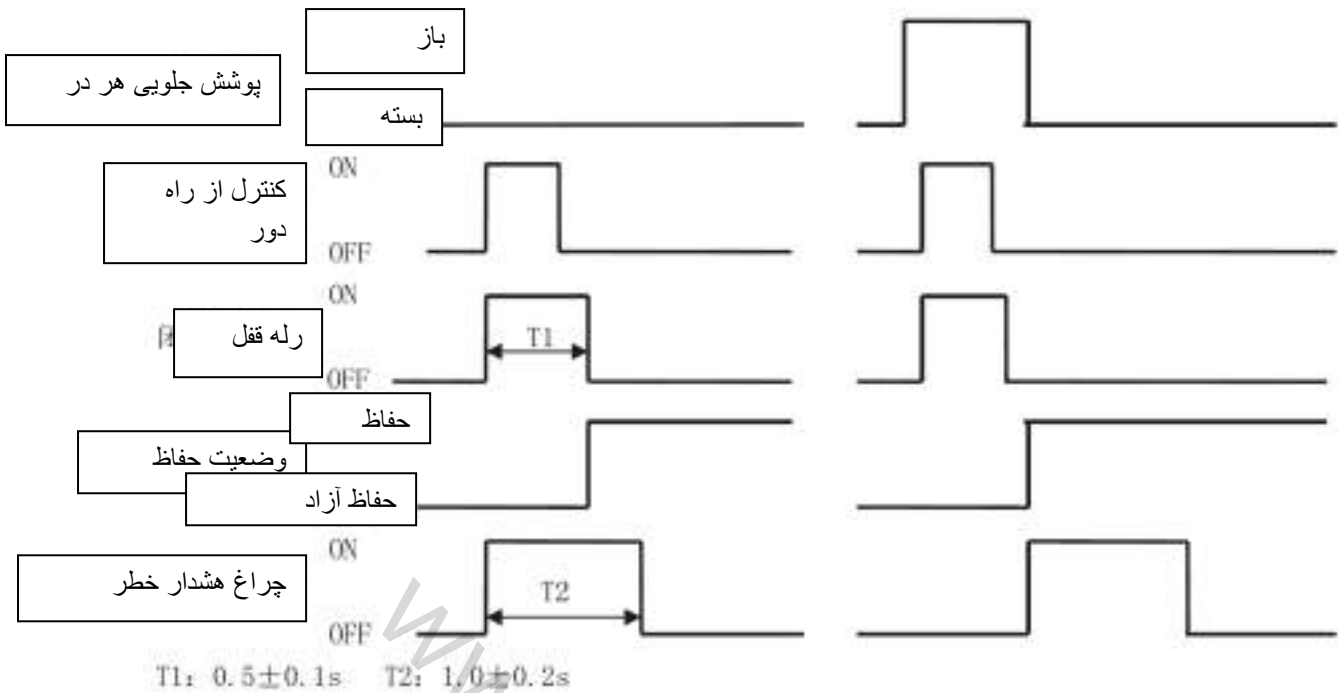 باز
پوشش جلویی هر در
بسته
ON
کنترل از راه
دور
OFF
ON
رله قفل
T1
OFF
حفاظ
وضعیت حفاظ
حفاظ آزاد
ON
چراغ هشدار خطر
T2
OFF
T1: 0.5±0.1s T2: 1.0±0.2s